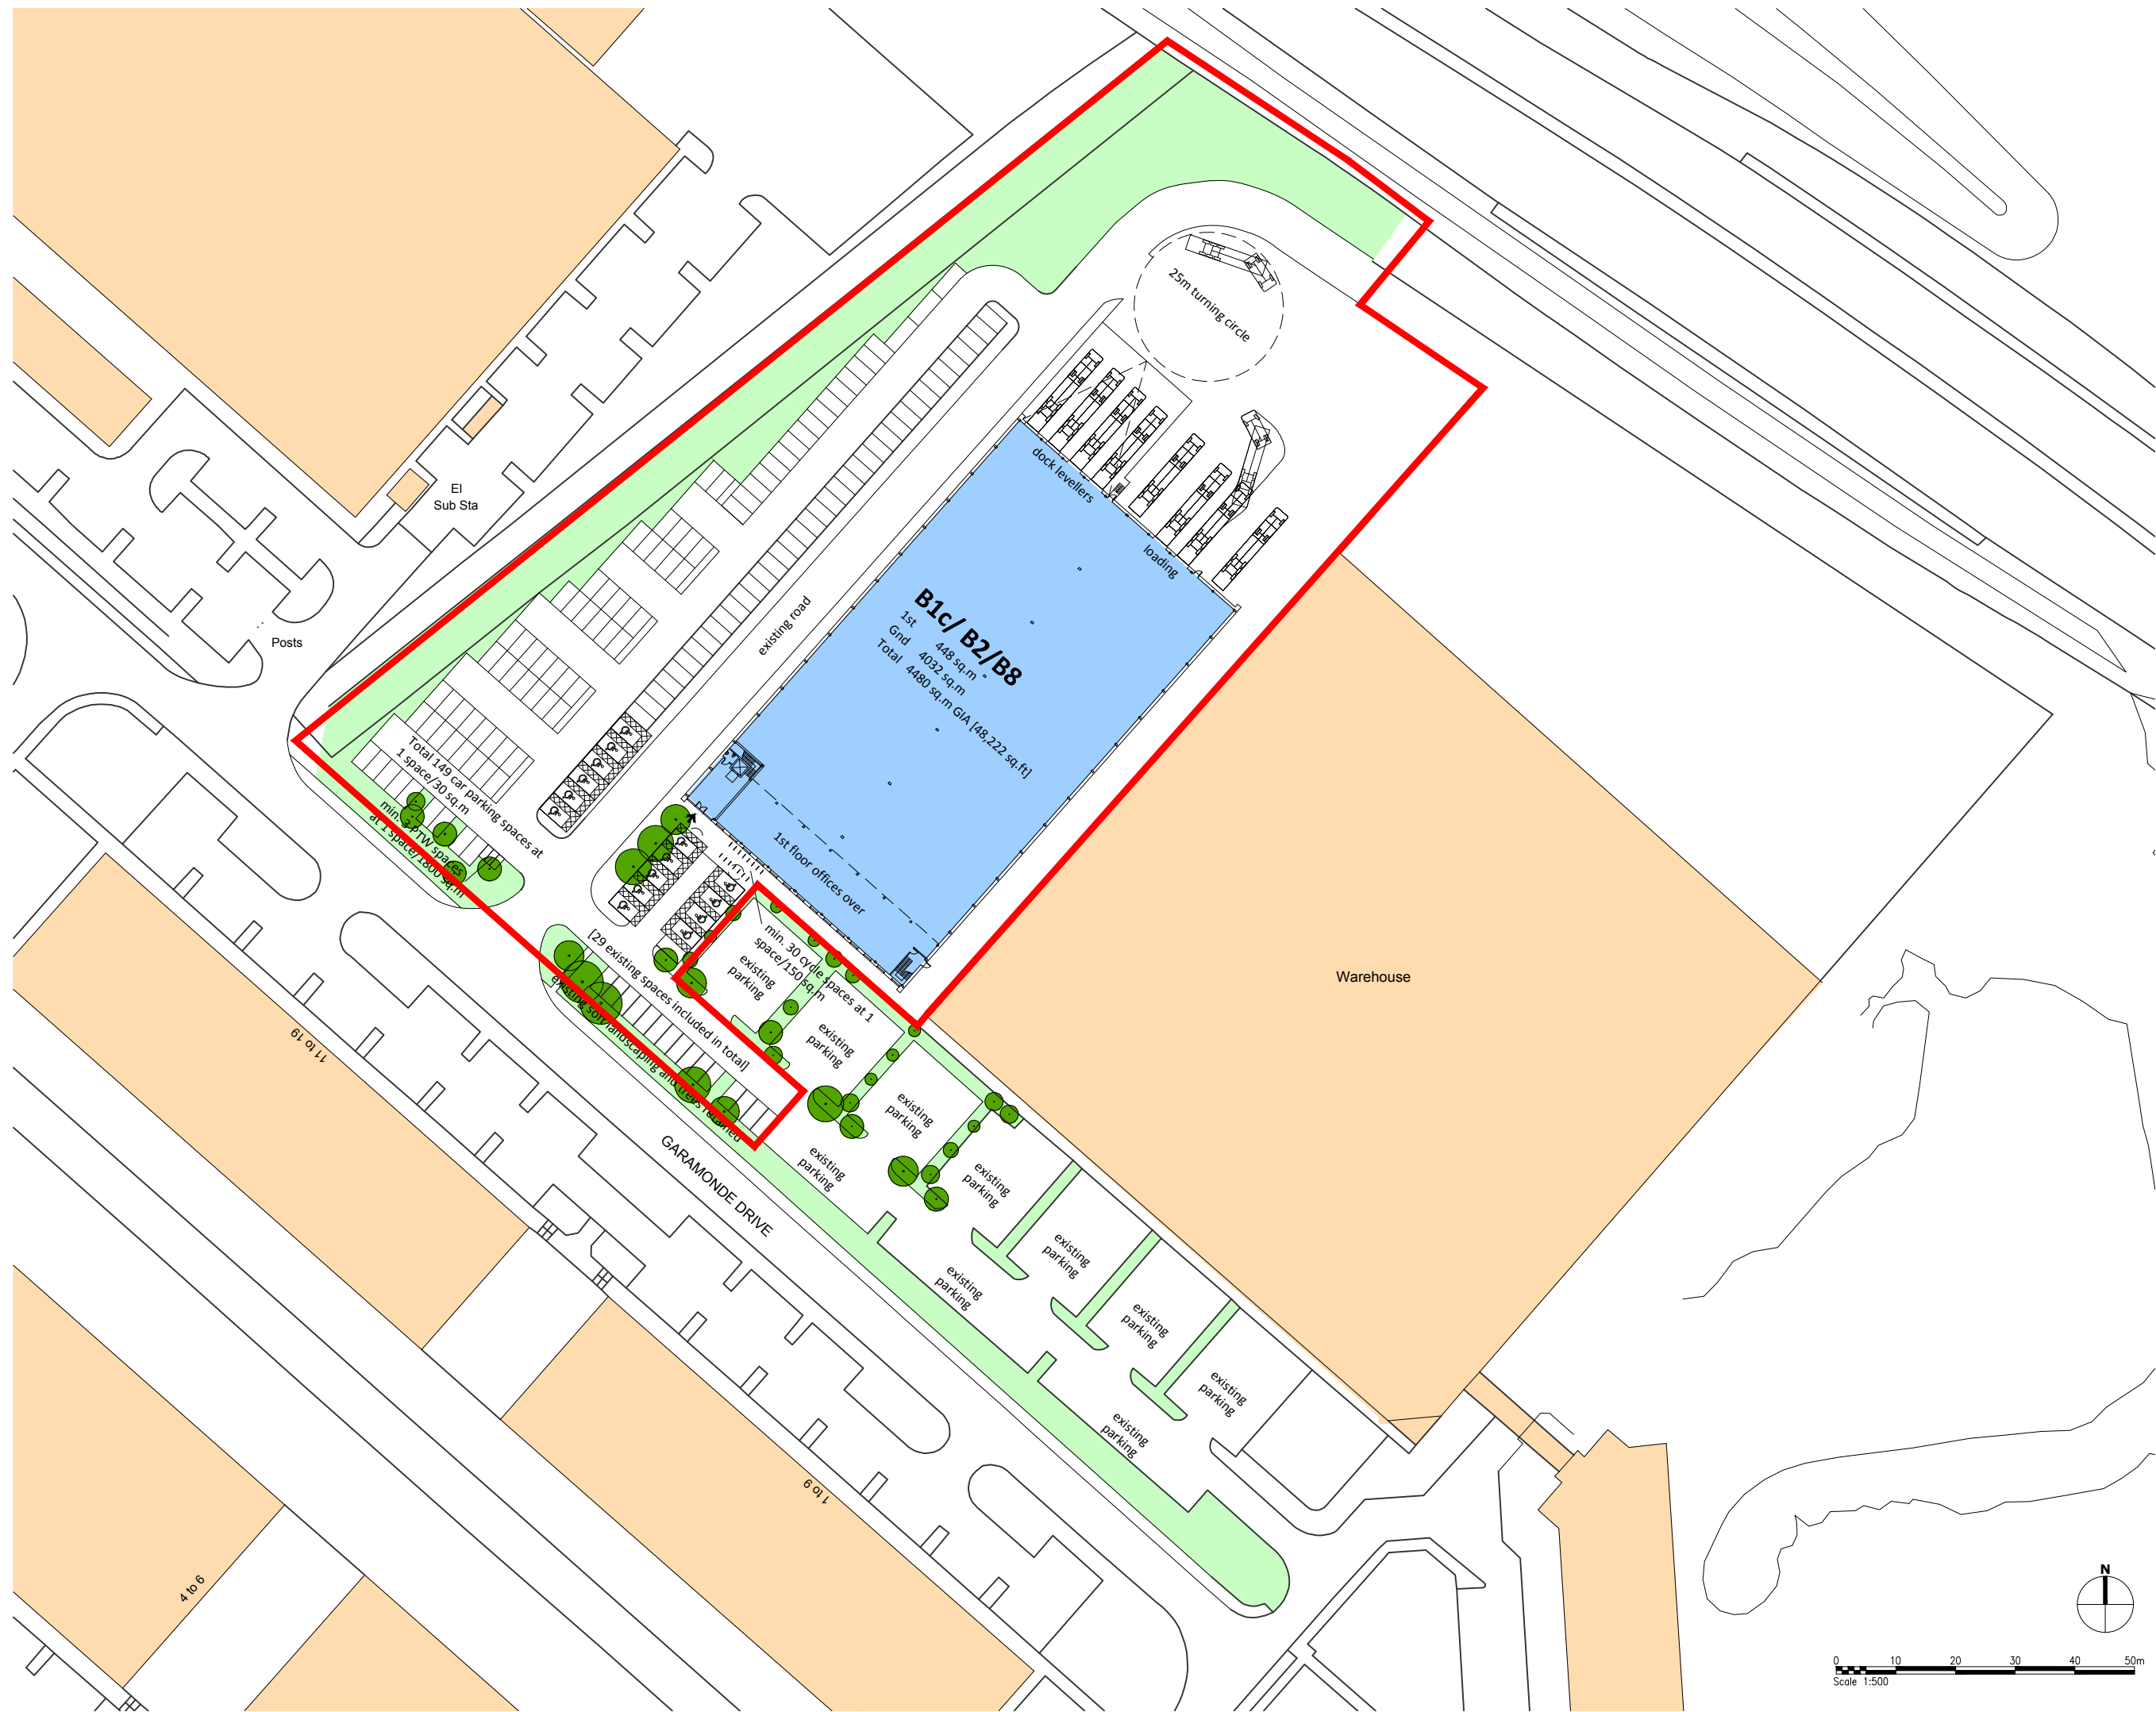 25m turning circle
El
Sub Sta
dock levellers
loading
Posts
existing road
B1c/ B2/B8
1st 448 sq.m
Gnd 4032 sq.m
Total 4480 sq.m GIA [48,222 sq.ft]
Total 149 car parking spaces at
1 space/30 sq.m
min. 3 PTW spaces
at 1 space/1800 sq.m
1st floor offices over
min. 30 cycle spaces at 1
space/150 sq.m
[29 existing spaces included in total]
existing soft landscaping and trees retained
existing
parking
existing
parking
existing
parking
existing
parking
existing
parking
existing
parking
existing
parking
existing
parking
existing
parking
existing
parking
Warehouse
GARAMONDE DRIVE
11 to 19
1 to 9
4 to 6
N
0 10 20 30 40 50m
Scale 1:500